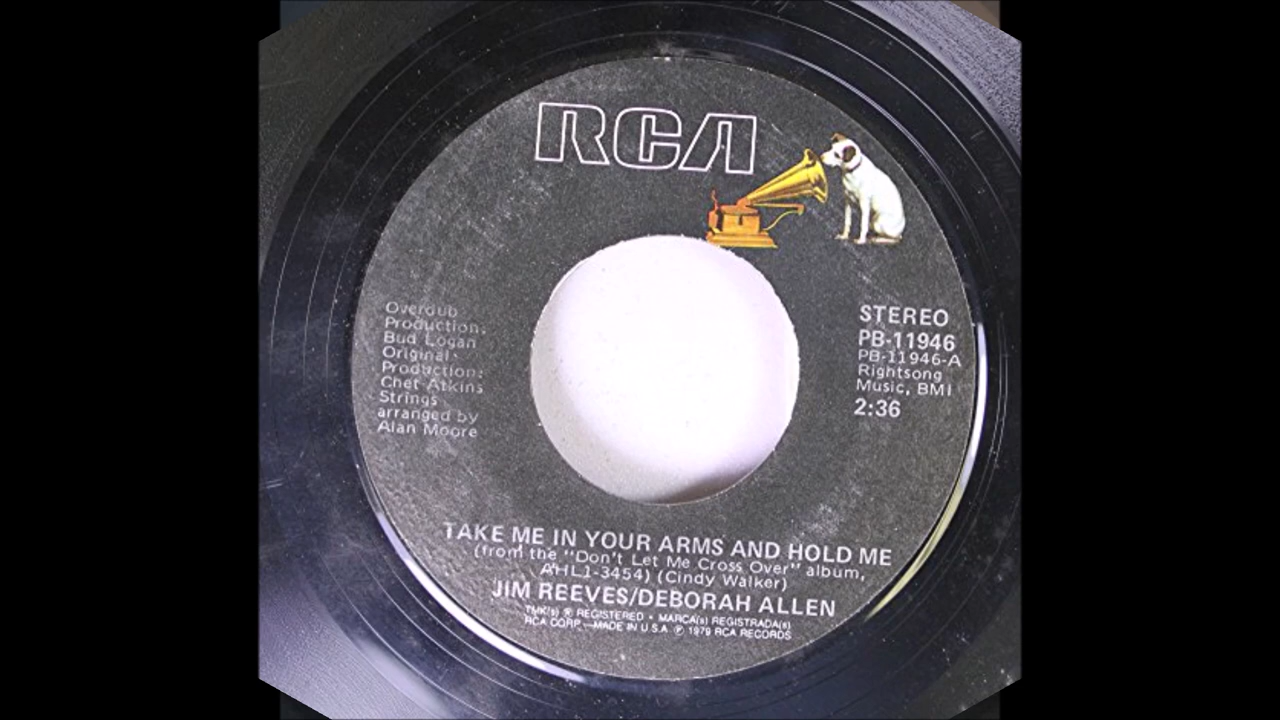 RCA
Overdub
Production:
Bud Logan
Original
Production:
Chet Atkins
Strings
arranged by
Alan Moore
STEREO
PB-11946
PB-11946-A
Rightsong
Music, BMI
2:36
TAKE ME IN YOUR ARMS AND HOLD ME
(from the "Don't Let Me Cross Over" album,
AHL1-3454) (Cindy Walker)
JIM REEVES/DEBORAH ALLEN
TMK(s) ® REGISTERED • MARCA(s) REGISTRADA(s)
RCA CORP.—MADE IN U.S.A. ℗ 1979 RCA RECORDS